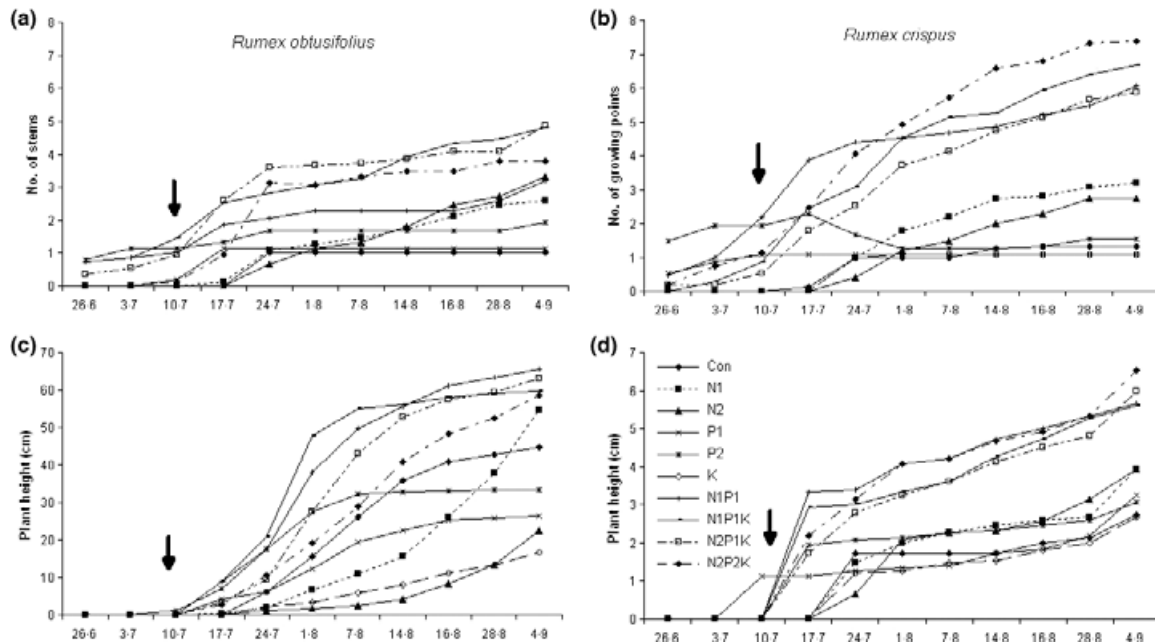 (a)
Rumex obtusifolius
No. of stems
8
7
6
5
4
3
2
1
0
26·6 3·7 10·7 17·7 24·7 1·8 7·8 14·8 16·8 28·8 4·9
(b)
Rumex crispus
No. of growing points
8
7
6
5
4
3
2
1
0
26·6 3·7 10·7 17·7 24·7 1·8 7·8 14·8 16·8 28·8 4·9
(c)
Plant height (cm)
70
60
50
40
30
20
10
0
26·6 3·7 10·7 17·7 24·7 1·8 7·8 14·8 16·8 28·8 4·9
(d)
Plant height (cm)
7
6
5
4
3
2
1
0
Con
N1
N2
P1
P2
K
N1P1
N1P1K
N2P1K
N2P2K
26·6 3·7 10·7 17·7 24·7 1·8 7·8 14·8 16·8 28·8 4·9